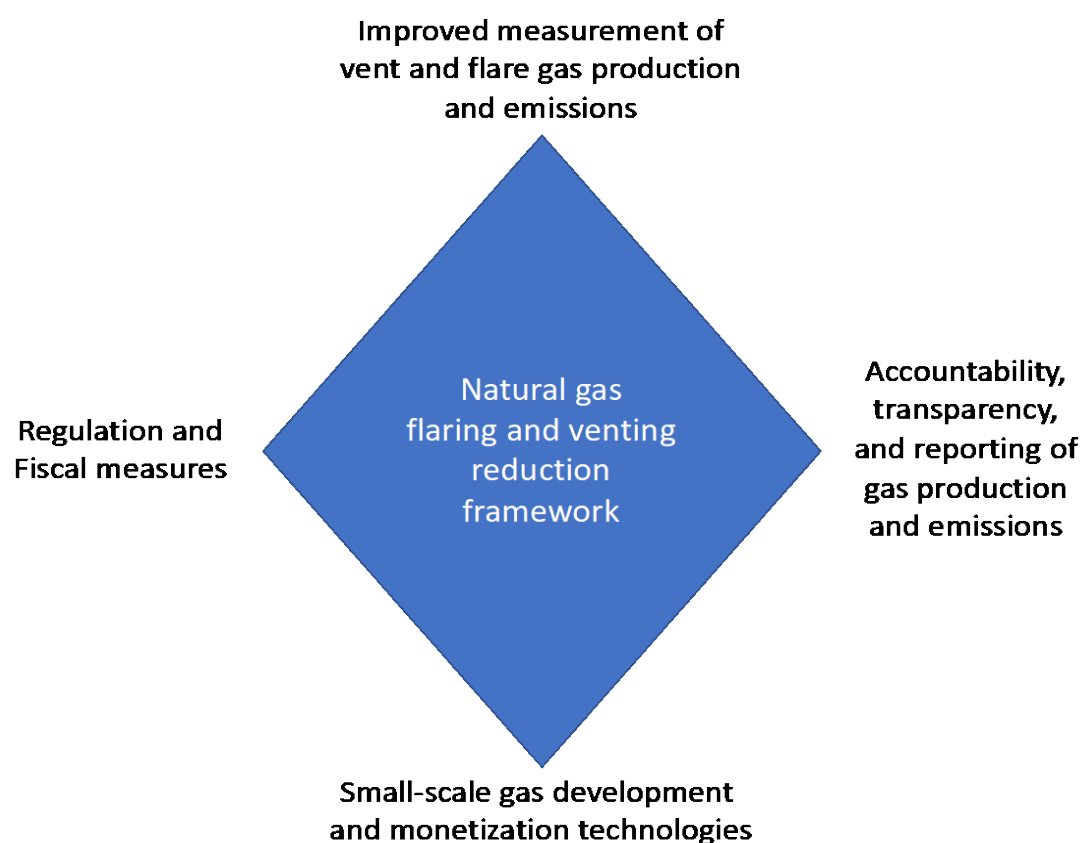 Improved measurement of
vent and flare gas production
and emissions
Regulation and
Fiscal measures
Natural gas
flaring and venting
reduction
framework
Accountability,
transparency,
and reporting of
gas production
and emissions
Small-scale gas development
and monetization technologies